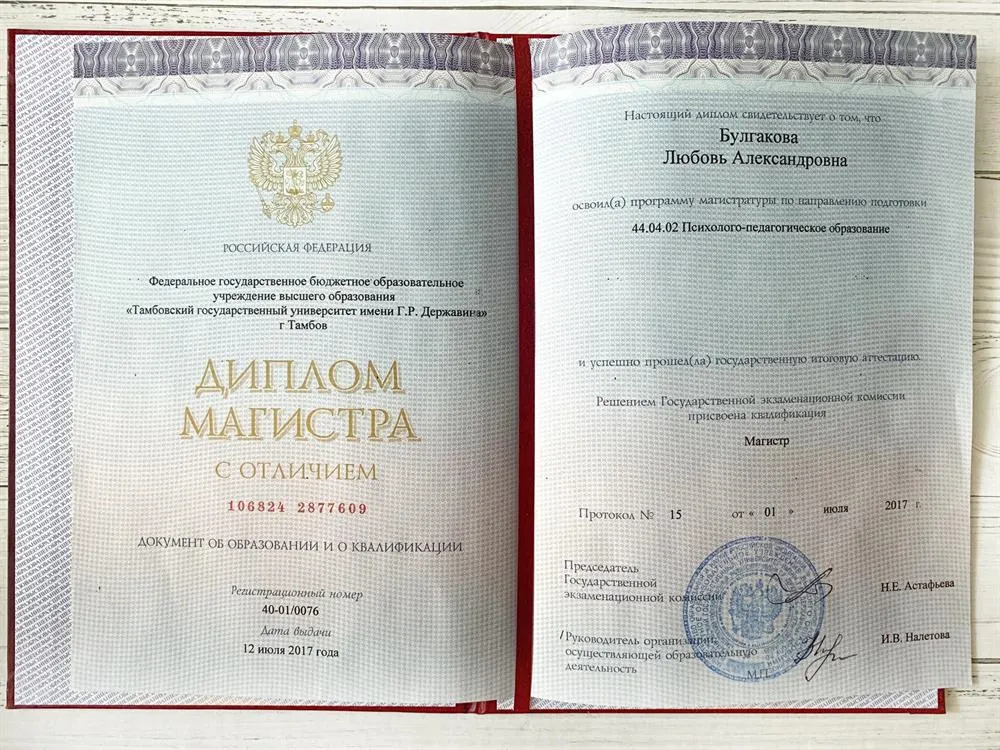 РОССИЙСКАЯ ФЕДЕРАЦИЯ
Федеральное государственное бюджетное образовательное
учреждение высшего образования
«Тамбовский государственный университет имени Г.Р. Державина»
г Тамбов
ДИПЛОМ
МАГИСТРА
С ОТЛИЧИЕМ
106824 2877609
ДОКУМЕНТ ОБ ОБРАЗОВАНИИ И О КВАЛИФИКАЦИИ
Регистрационный номер
40-01/0076
Дата выдачи
12 июля 2017 года
Настоящий диплом свидетельствует о том, что
Булгакова
Любовь Александровна
освоил(а) программу магистратуры по направлению подготовки
44.04.02 Психолого-педагогическое образование
и успешно прошел(ла) государственную итоговую аттестацию.
Решением Государственной экзаменационной комиссии
присвоена квалификация
Магистр
Протокол № 15 от « 01 » июля 2017 г.
Председатель
Государственной
экзаменационной комиссии
Н.Е. Астафьева
Руководитель организации,
осуществляющей образовательную
деятельность
И.В. Налетова
М.П.